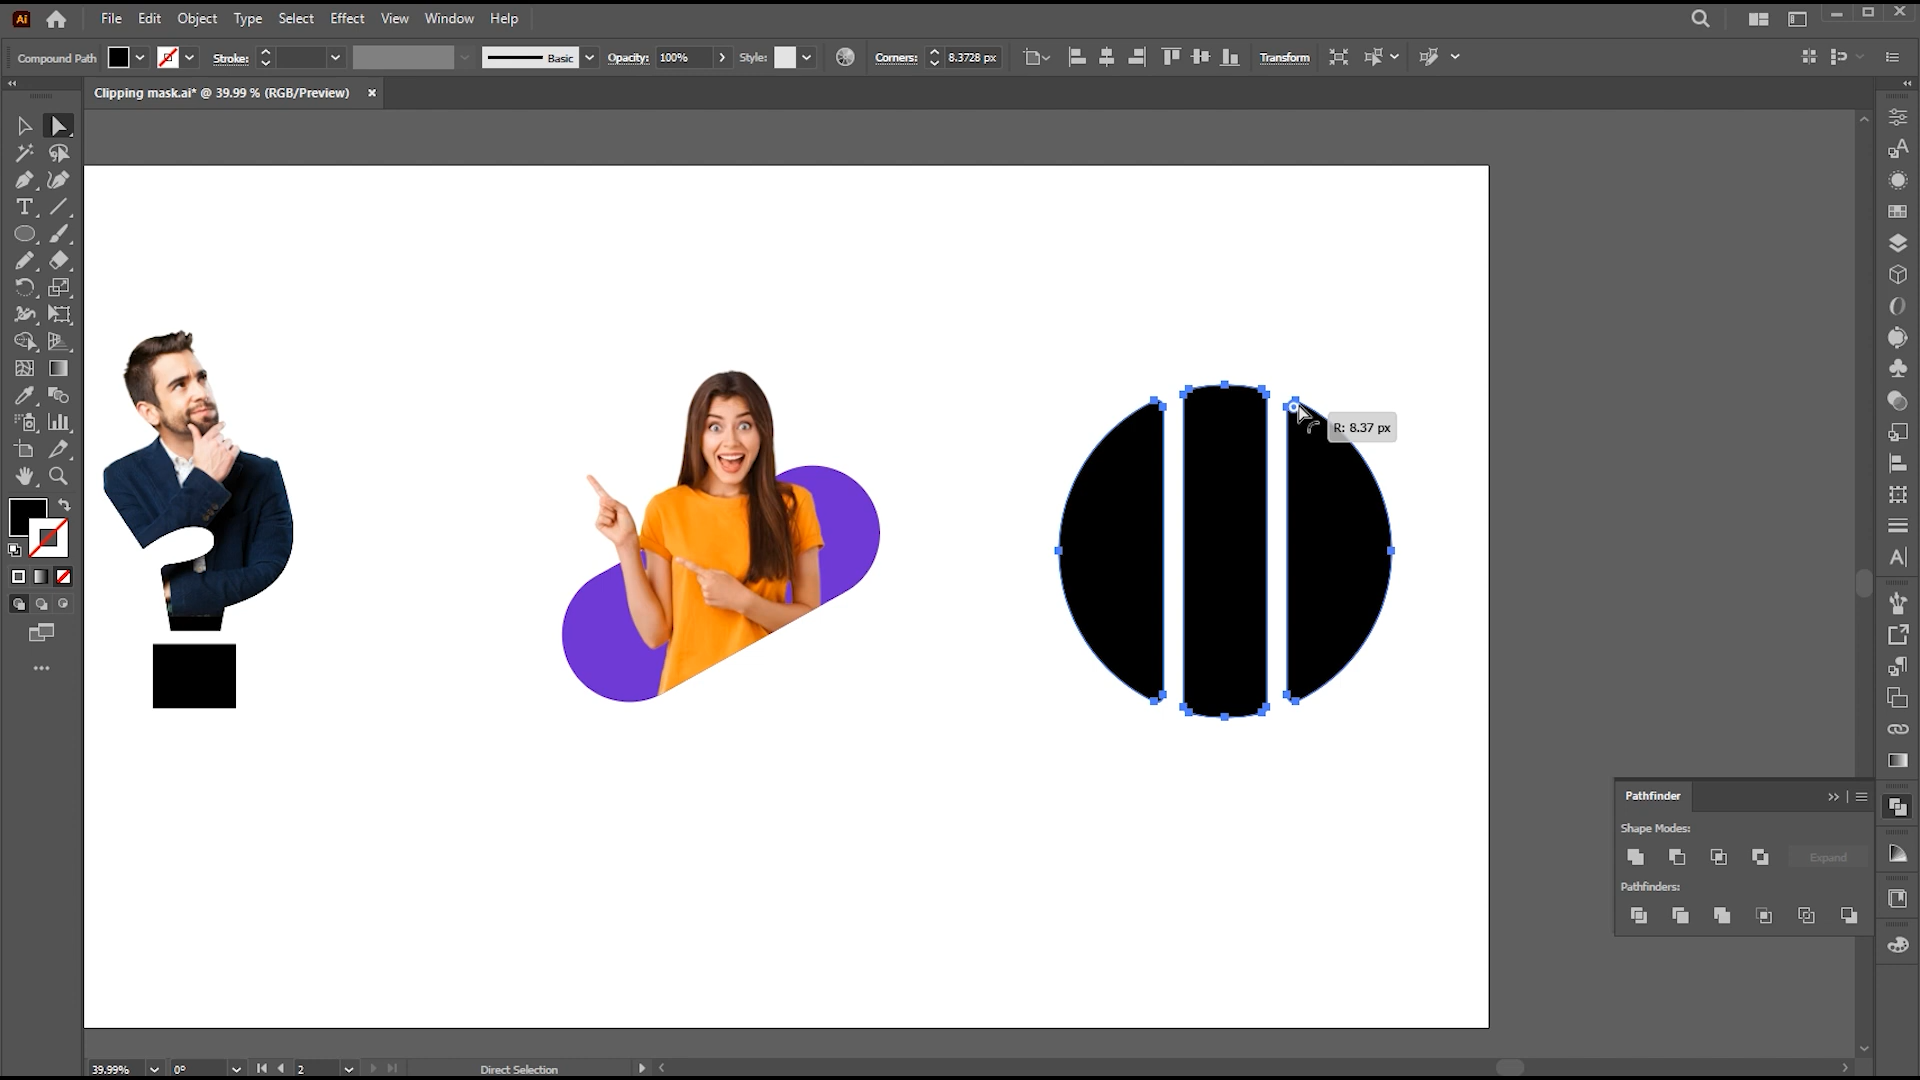 Ai File Edit Object Type Select Effect View Window Help
Compound Path Stroke: Basic Opacity: 100% Style: Corners: 8.3728 px Transform
Clipping mask.ai* @ 39.99 % (RGB/Preview)
R: 8.37 px
Pathfinder
Shape Modes:
Expand
Pathfinders:
39.99% 0° 2 Direct Selection